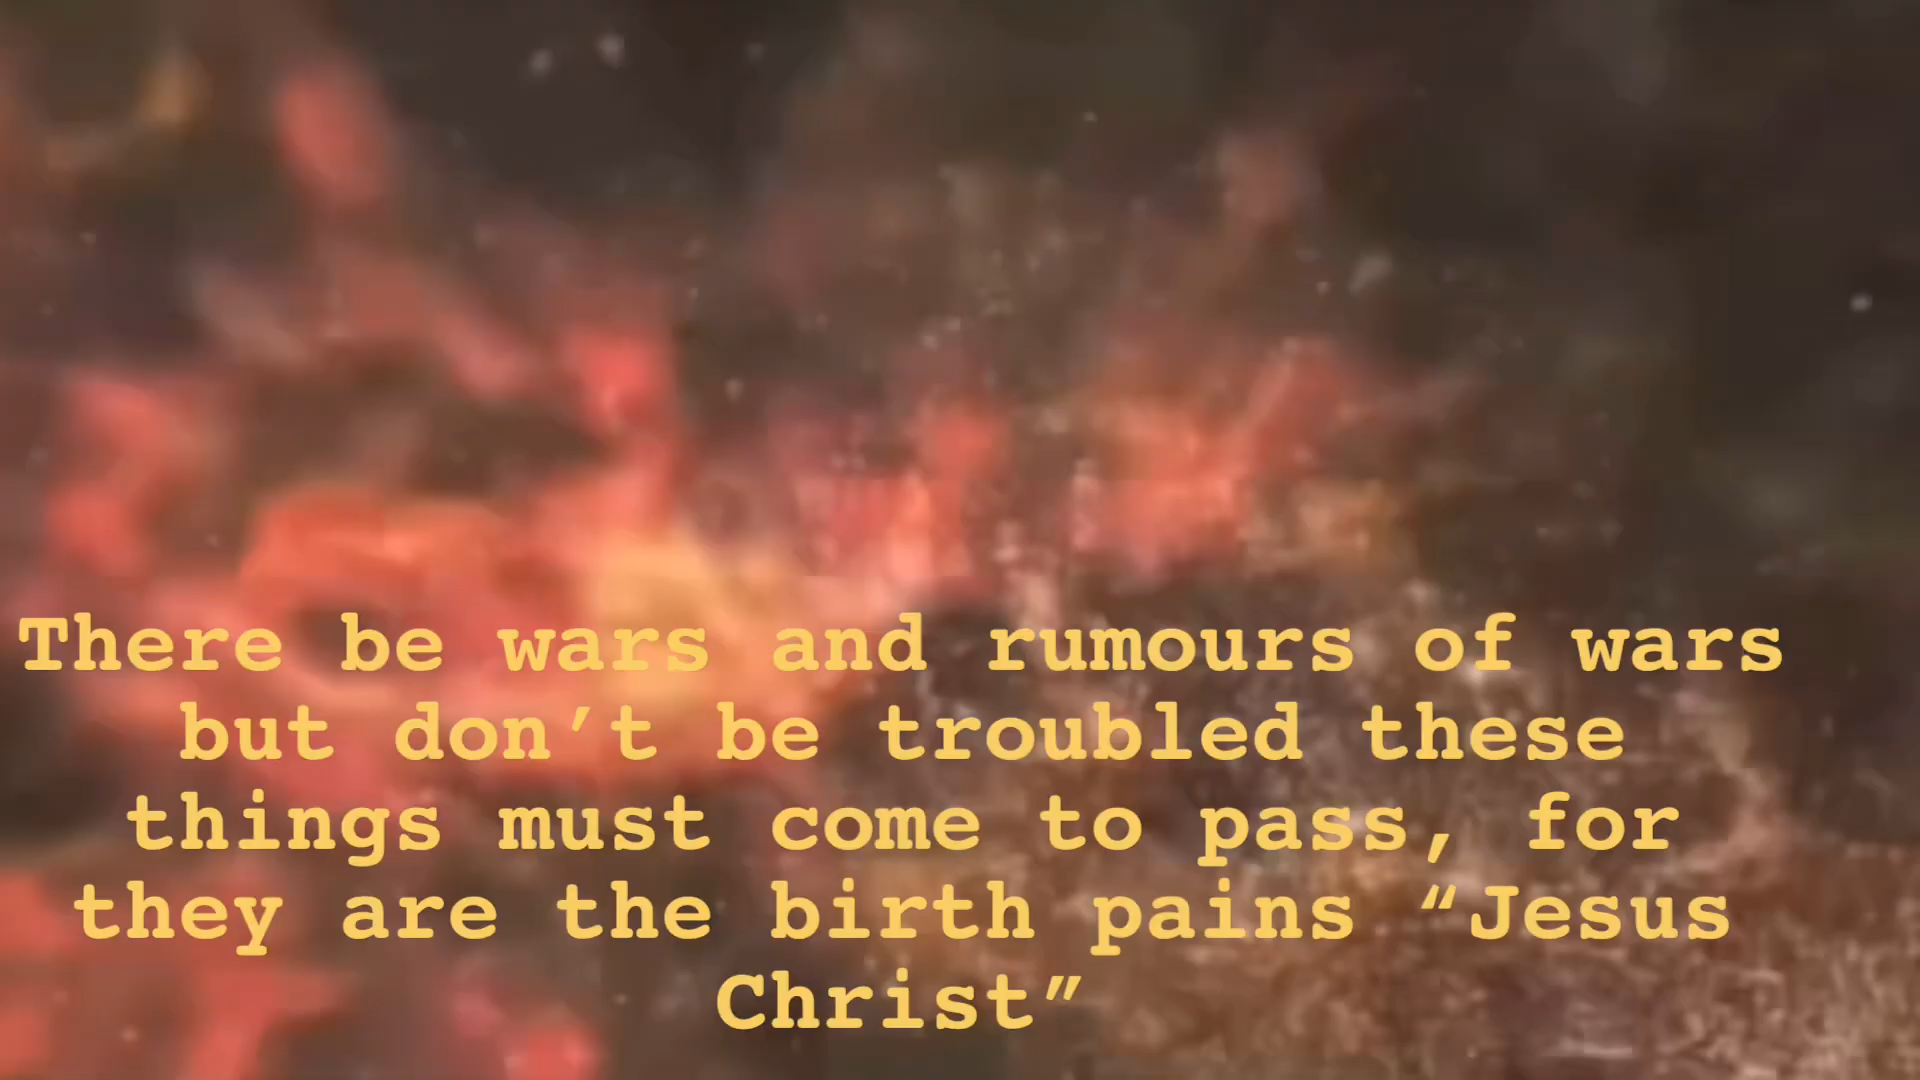 There be wars and rumours of wars
but don’t be troubled these
things must come to pass, for
they are the birth pains “Jesus
Christ”